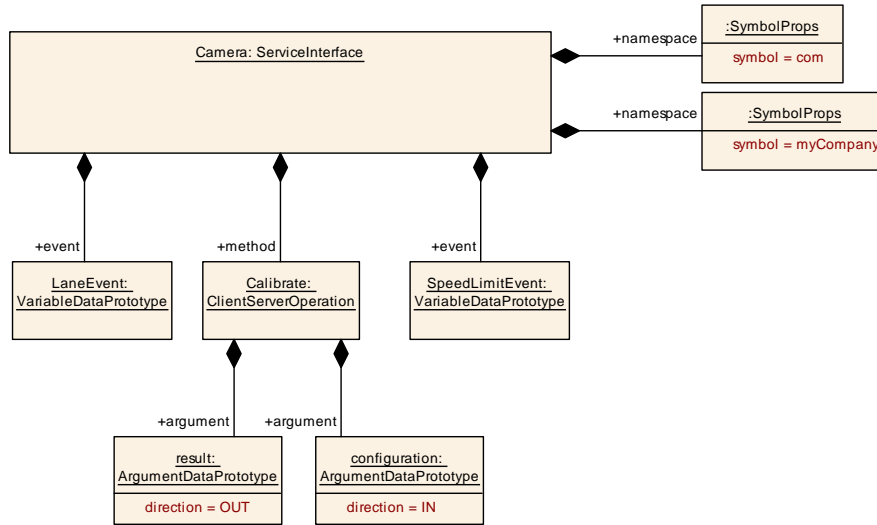 Camera: ServiceInterface
+namespace
:SymbolProps
symbol = com
+namespace
:SymbolProps
symbol = myCompany
+event
+method
+event
LaneEvent:
VariableDataPrototype
Calibrate:
ClientServerOperation
SpeedLimitEvent:
VariableDataPrototype
+argument
+argument
result:
ArgumentDataPrototype
direction = OUT
configuration:
ArgumentDataPrototype
direction = IN